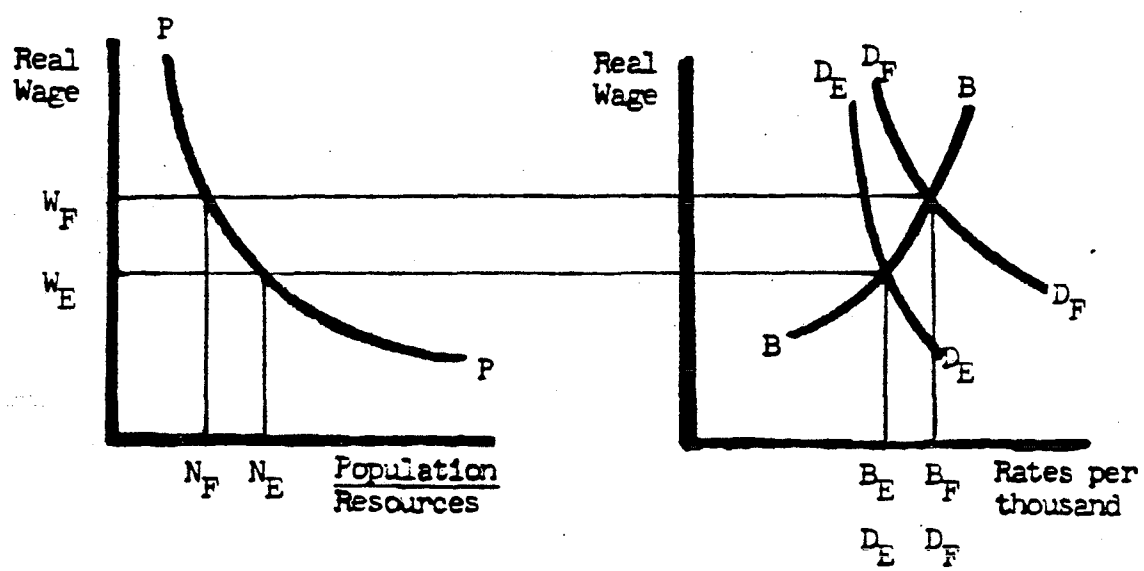 P
Real
Wage
W_F
W_E
P
N_F N_E Population
Resources
Real
Wage
D_E
D_F
B
D_F
B
D_E
B_E B_F Rates per
thousand
D_E D_F